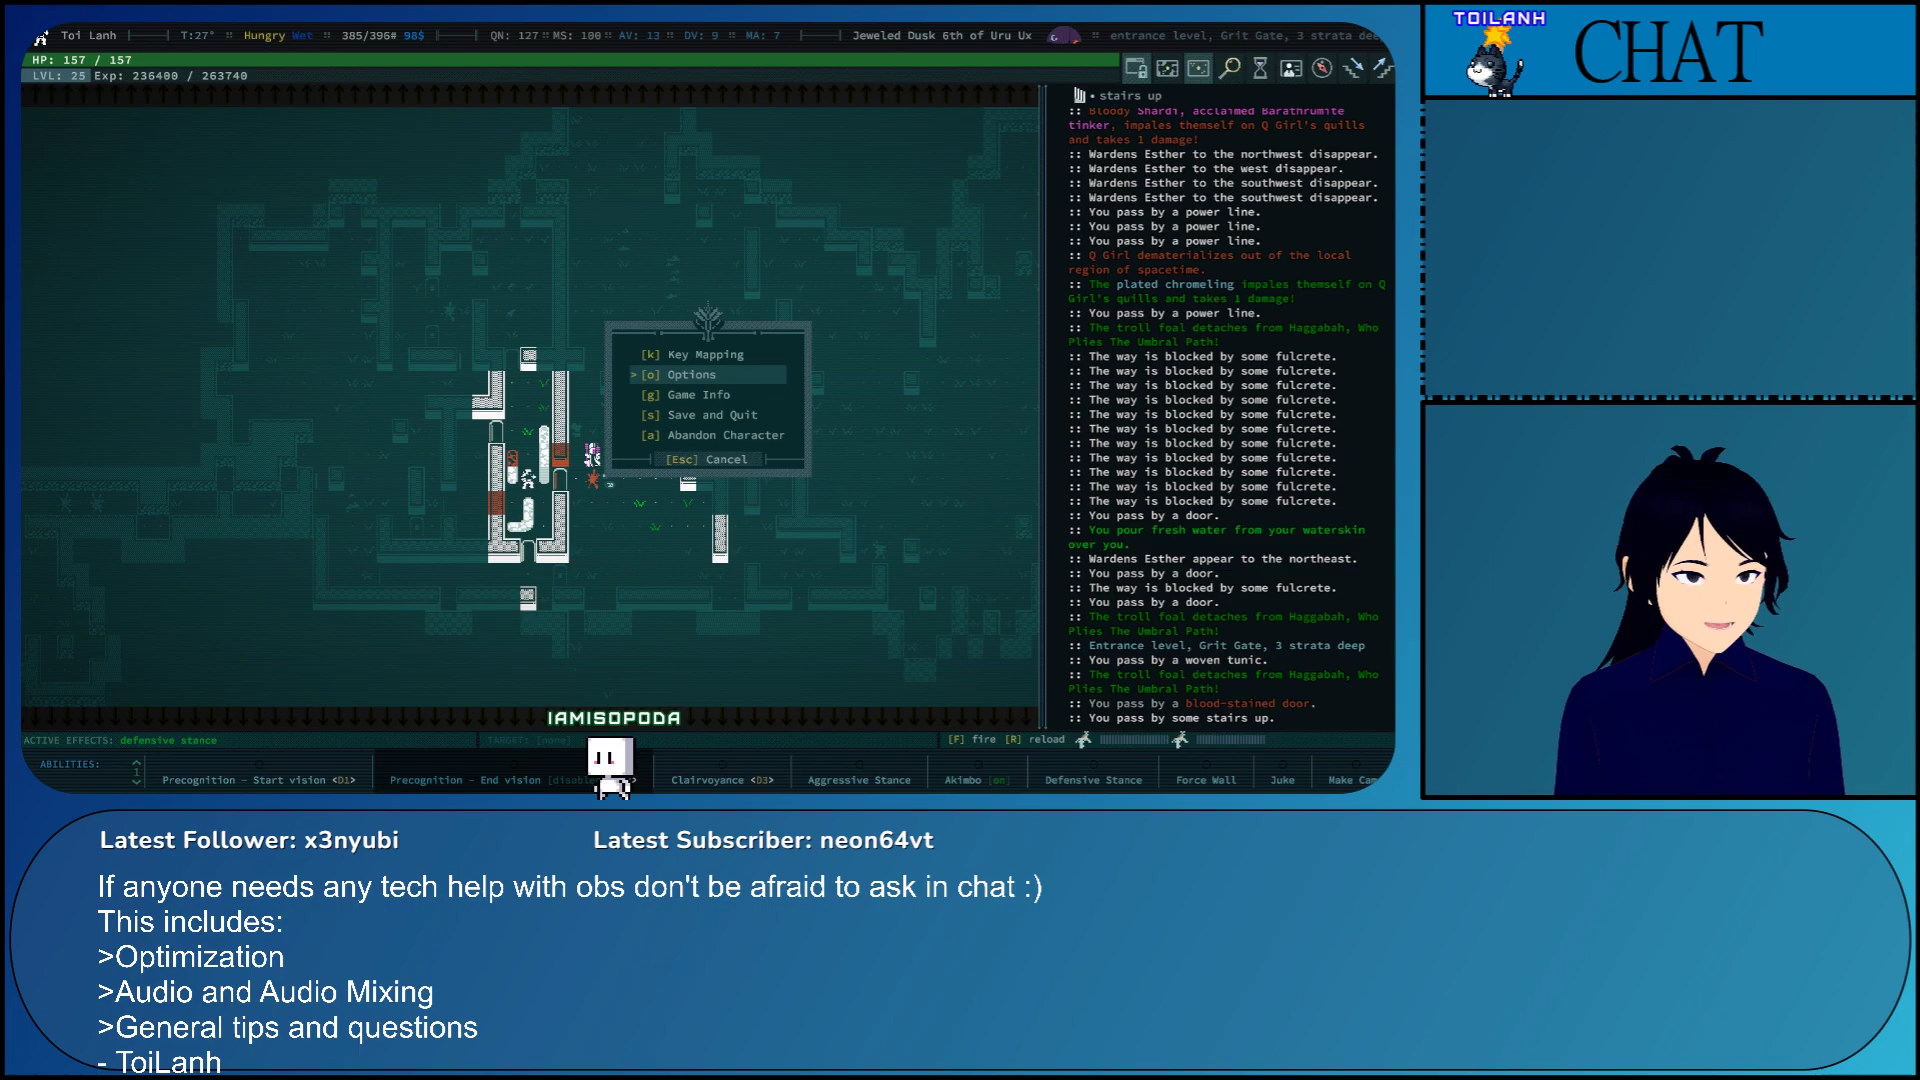 Toi Lanh T:27° Hungry Wet 385/396# 98$ QN: 127 MS: 100 AV: 13 DV: 9 MA: 7 Jeweled Dusk 6th of Uru Ux entrance level, Grit Gate, 3 strata dee
HP: 157 / 157
LVL: 25 Exp: 236400 / 263740
stairs up
:: Bloody Shardi, acclaimed Barathrumite
tinker, impales themself on Q Girl's quills
and takes 1 damage!
:: Wardens Esther to the northwest disappear.
:: Wardens Esther to the west disappear.
:: Wardens Esther to the southwest disappear.
:: Wardens Esther to the southwest disappear.
:: You pass by a power line.
:: You pass by a power line.
:: You pass by a power line.
:: Q Girl dematerializes out of the local
region of spacetime.
:: The plated chromeling impales themself on Q
Girl's quills and takes 1 damage!
:: You pass by a power line.
:: The troll foal detaches from Haggabah, Who
Plies The Umbral Path!
:: The way is blocked by some fulcrete.
:: The way is blocked by some fulcrete.
:: The way is blocked by some fulcrete.
:: The way is blocked by some fulcrete.
:: The way is blocked by some fulcrete.
:: The way is blocked by some fulcrete.
:: The way is blocked by some fulcrete.
:: The way is blocked by some fulcrete.
:: The way is blocked by some fulcrete.
:: The way is blocked by some fulcrete.
:: The way is blocked by some fulcrete.
:: You pass by a door.
:: You pour fresh water from your waterskin
over you.
:: Wardens Esther appear to the northeast.
:: You pass by a door.
:: The way is blocked by some fulcrete.
:: You pass by a door.
:: The troll foal detaches from Haggabah, Who
Plies The Umbral Path!
:: Entrance level, Grit Gate, 3 strata deep
:: You pass by a woven tunic.
:: The troll foal detaches from Haggabah, Who
Plies The Umbral Path!
:: You pass by a blood-stained door.
:: You pass by some stairs up.
[k] Key Mapping
> [o] Options
[g] Game Info
[s] Save and Quit
[a] Abandon Character
[Esc] Cancel
IAMISOPODA
ACTIVE EFFECTS: defensive stance
TARGET: [none]
[F] fire [R] reload
ABILITIES:
1
Precognition - Start vision <D1>
Precognition - End vision [disab
Clairvoyance <D3>
Aggressive Stance
Akimbo [on]
Defensive Stance
Force Wall
Juke
Make Cam
TOILANH
CHAT
Latest Follower: x3nyubi
Latest Subscriber: neon64vt
If anyone needs any tech help with obs don't be afraid to ask in chat :)
This includes:
>Optimization
>Audio and Audio Mixing
>General tips and questions
- ToiLanh